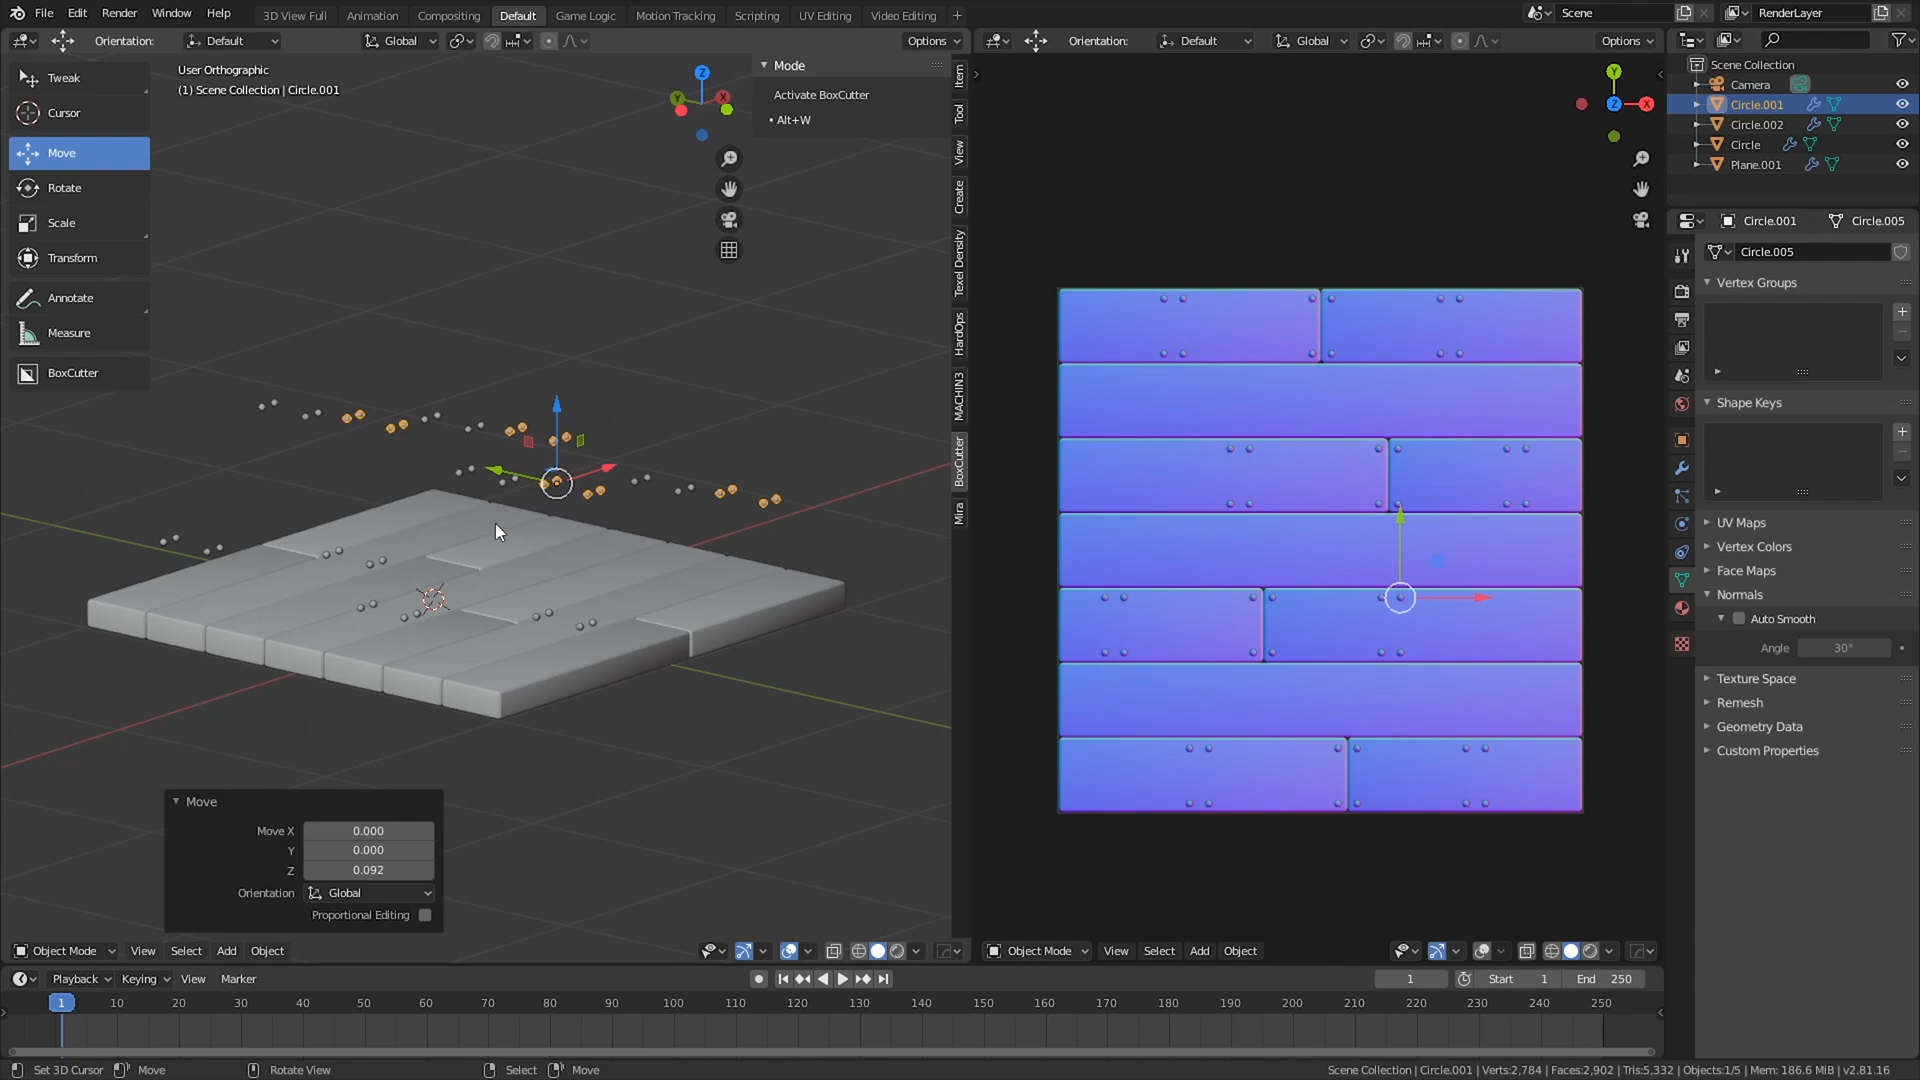 File Edit Render Window Help 3D View Full Animation Compositing Default Game Logic Motion Tracking Scripting UV Editing Video Editing + Scene RenderLayer
Orientation: Default Global Options
Orientation: Default Global Options
Tweak
Cursor
Move
Rotate
Scale
Transform
Annotate
Measure
BoxCutter
User Orthographic
(1) Scene Collection | Circle.001
Z
Y
X
Mode
Activate BoxCutter
• Alt+W
Item
Tool
View
Create
Texel Density
HardOps
MACHIN3
BoxCutter
Mira
Y
Z
X
Scene Collection
Camera
Circle.001
Circle.002
Circle
Plane.001
Circle.001 Circle.005
Circle.005
Vertex Groups
Shape Keys
UV Maps
Vertex Colors
Face Maps
Normals
Auto Smooth
Angle 30°
Texture Space
Remesh
Geometry Data
Custom Properties
Move
Move X 0.000
Y 0.000
Z 0.092
Orientation Global
Proportional Editing
Object Mode View Select Add Object
Object Mode View Select Add Object
Playback Keying View Marker 1 Start 1 End 250
1 10 20 30 40 50 60 70 80 90 100 110 120 130 140 150 160 170 180 190 200 210 220 230 240 250
Set 3D Cursor Move Rotate View Select Move Scene Collection | Circle.001 | Verts:2,784 | Faces:2,902 | Tris:5,332 | Objects:1/5 | Mem: 186.6 MiB | v2.81.16